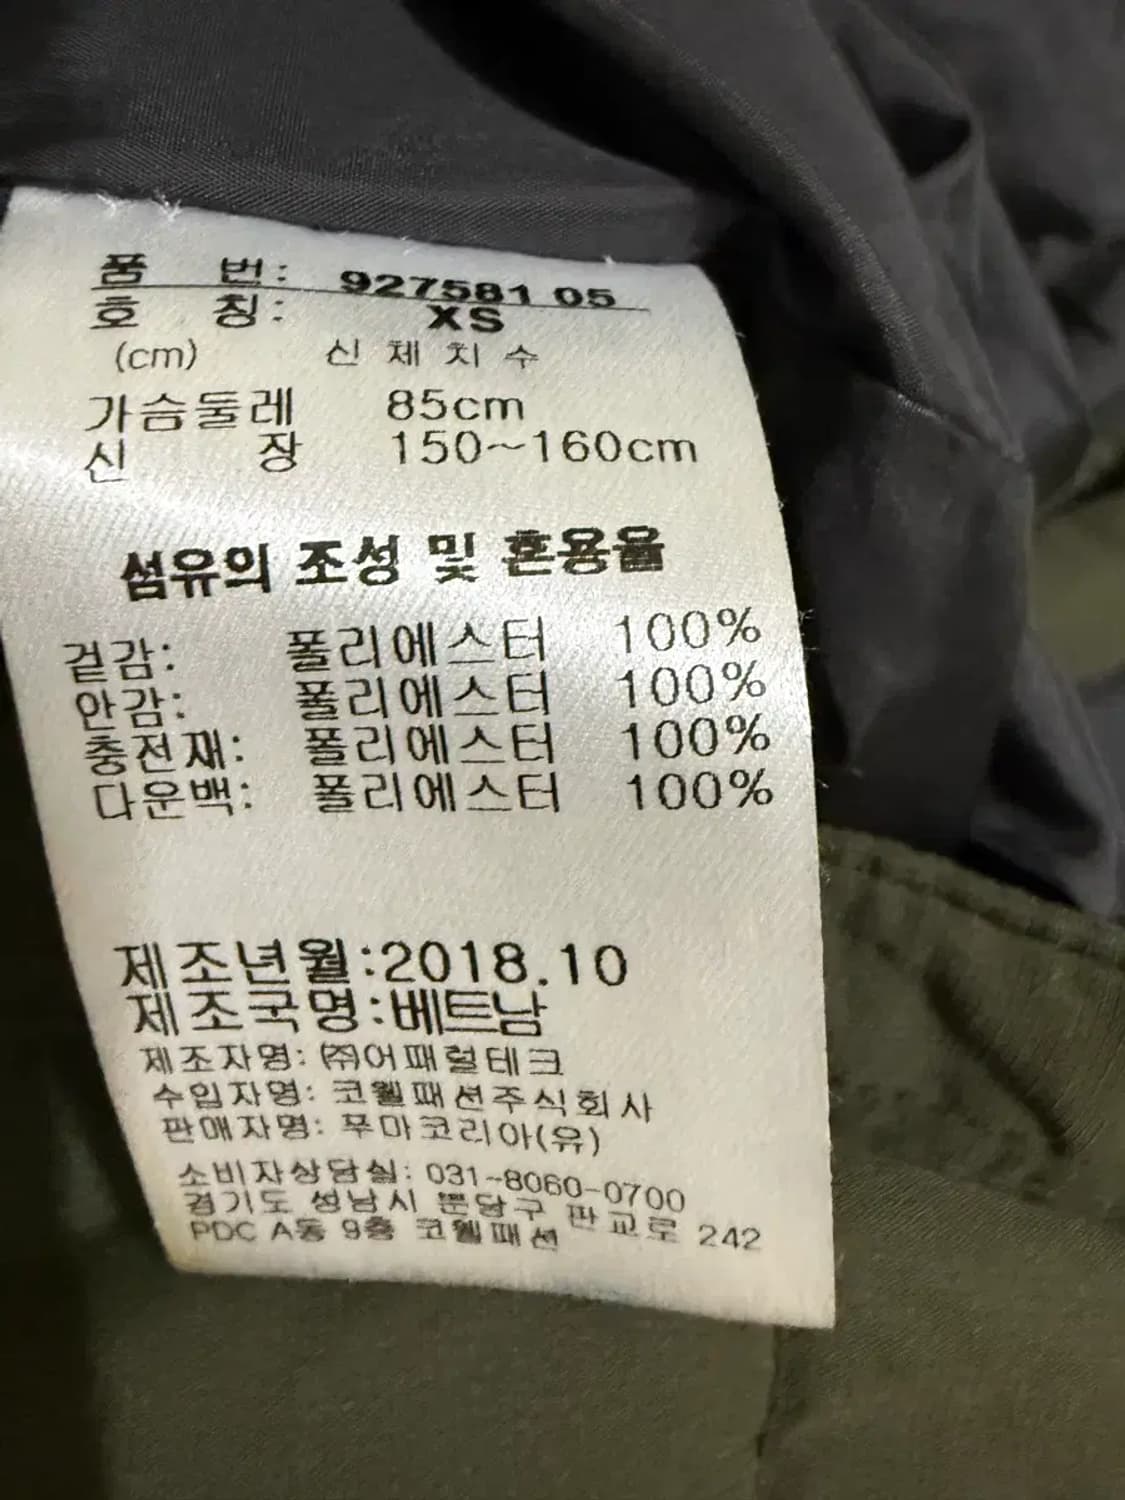 품 번: 927581 05
호 칭: XS
(cm) 신 체 치 수
가슴둘레 85cm
신 장 150~160cm
섬유의 조성 및 혼용율
겉감: 폴리에스터 100%
안감: 폴리에스터 100%
충전재: 폴리에스터 100%
다운백: 폴리에스터 100%
제조년월:2018.10
제조국명:베트남
제조자명: ㈜어패럴테크
수입자명: 코웰패션주식회사
판매자명: 푸마코리아(유)
소비자상담실: 031-8060-0700
경기도 성남시 분당구 판교로 242
PDC A동 9층 코웰패션